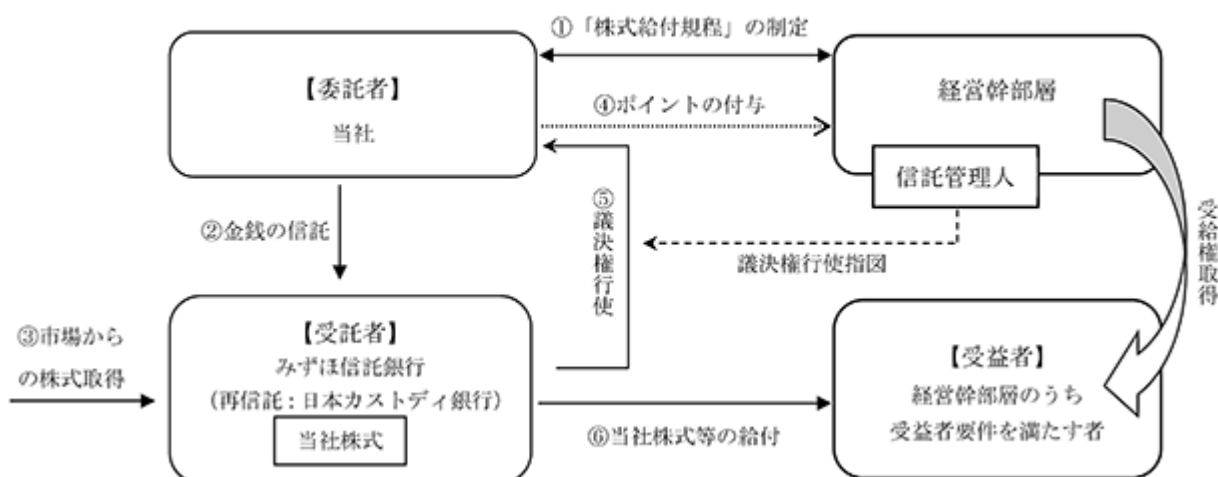 ①「株式給付規程」の制定
【委託者】
当社
経営幹部層
④ポイントの付与
信託管理人
②金銭の信託
⑤議決権行使
議決権行使指図
受給権取得
③市場から
の株式取得
【受託者】
みずほ信託銀行
(再信託：日本カストディ銀行)
当社株式
⑥当社株式等の給付
【受益者】
経営幹部層のうち
受益者要件を満たす者